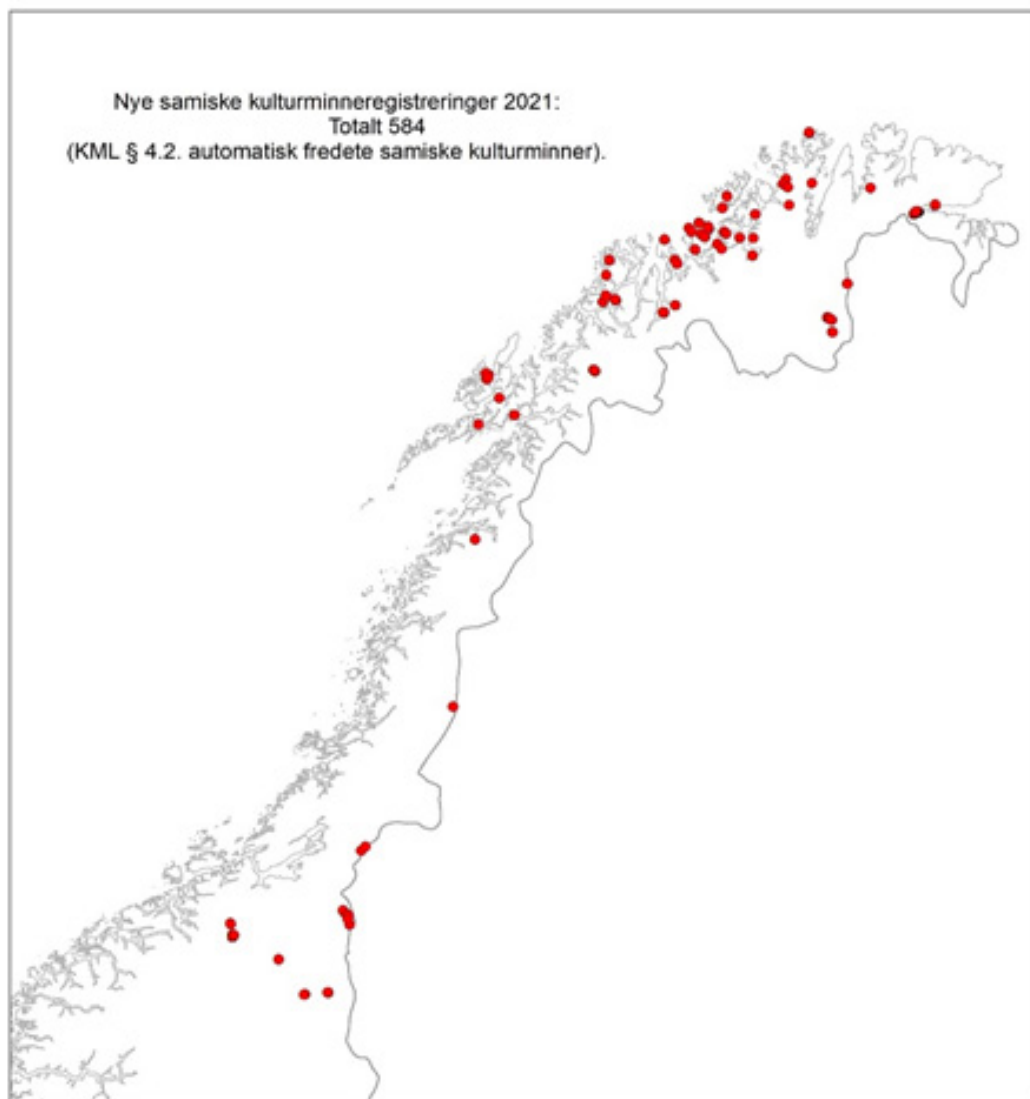 Nye samiske kulturminneregistreringer 2021:
Totalt 584
(KML § 4.2. automatisk fredete samiske kulturminner).